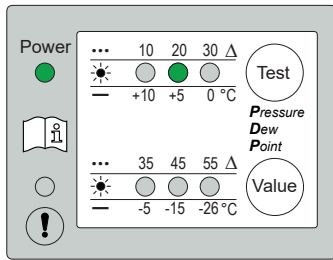 Power
••• 10 20 30 Δ
Test
— +10 +5 0 °C
Pressure
Dew
Point
i
••• 35 45 55 Δ
Value
— -5 -15 -26 °C
!